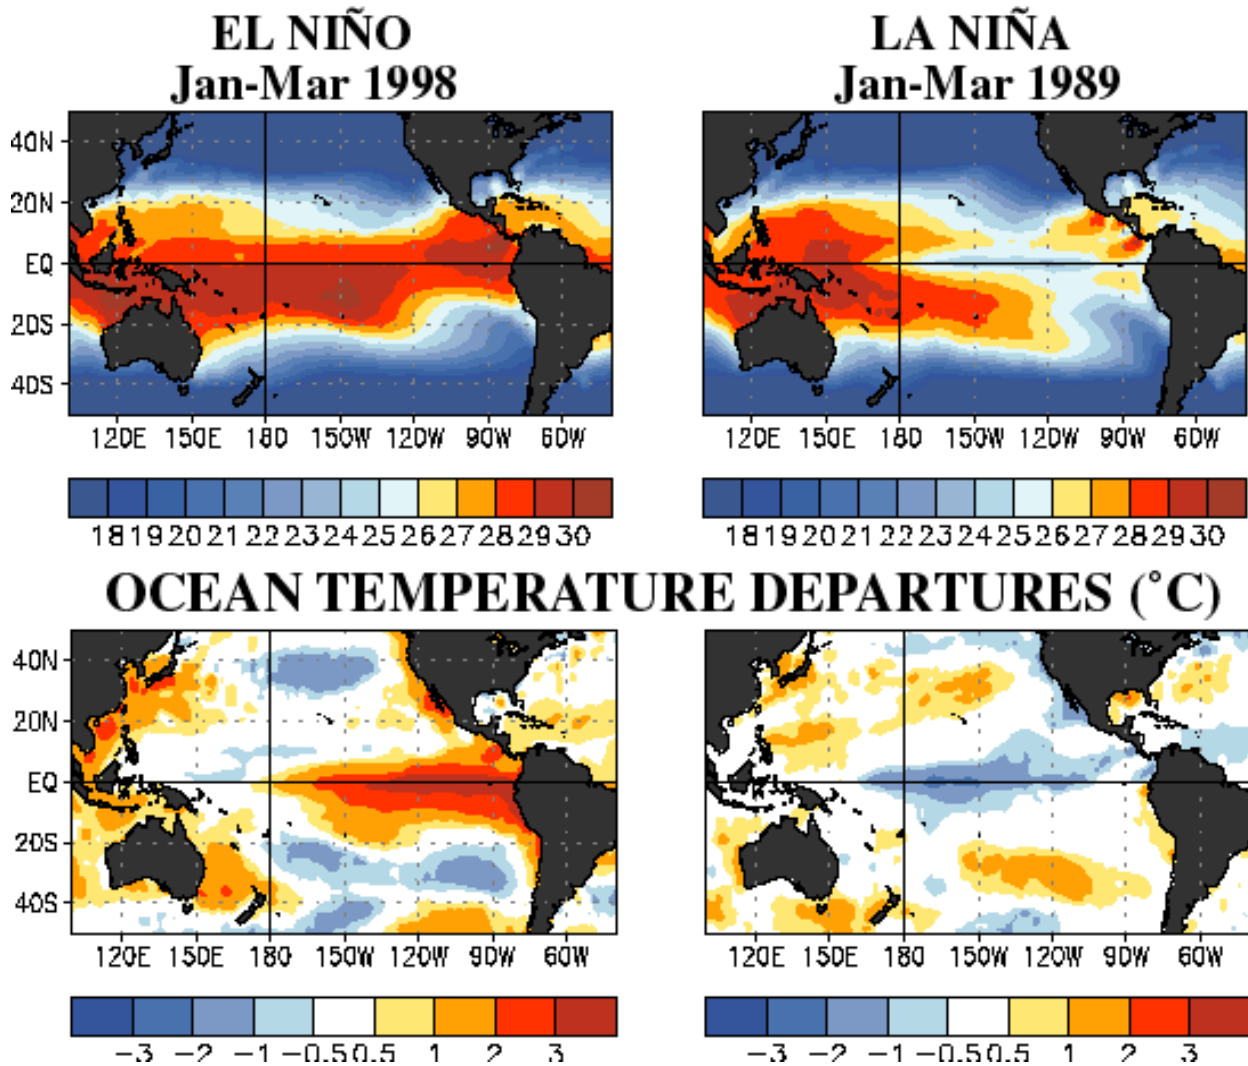 EL NIÑO
Jan-Mar 1998
LA NIÑA
Jan-Mar 1989
40N
20N
EQ
20S
40S
120E 150E 180 150W 120W 90W 60W
120E 150E 180 150W 120W 90W 60W
18 19 20 21 22 23 24 25 26 27 28 29 30
18 19 20 21 22 23 24 25 26 27 28 29 30
OCEAN TEMPERATURE DEPARTURES (˚C)
40N
20N
EQ
20S
40S
120E 150E 180 150W 120W 90W 60W
120E 150E 180 150W 120W 90W 60W
-3 -2 -1 -0.5 0.5 1 2 3
-3 -2 -1 -0.5 0.5 1 2 3